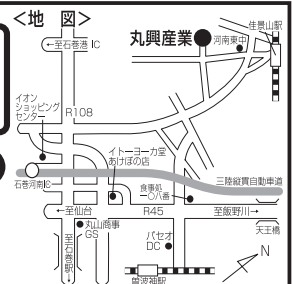 ＜地　図＞
←至石巻港IC
丸興産業
佳景山駅
河南東中
イオン
ショッピング
センター
R108
イトーヨーカ堂
あけぼの店
石巻河南IC
食事処
一〇八番
三陸縦貫自動車道
←至仙台
R45
至飯野川→
丸山商事
GS
天王橋
至石巻駅→
パセオ
DC
曽波神駅
N